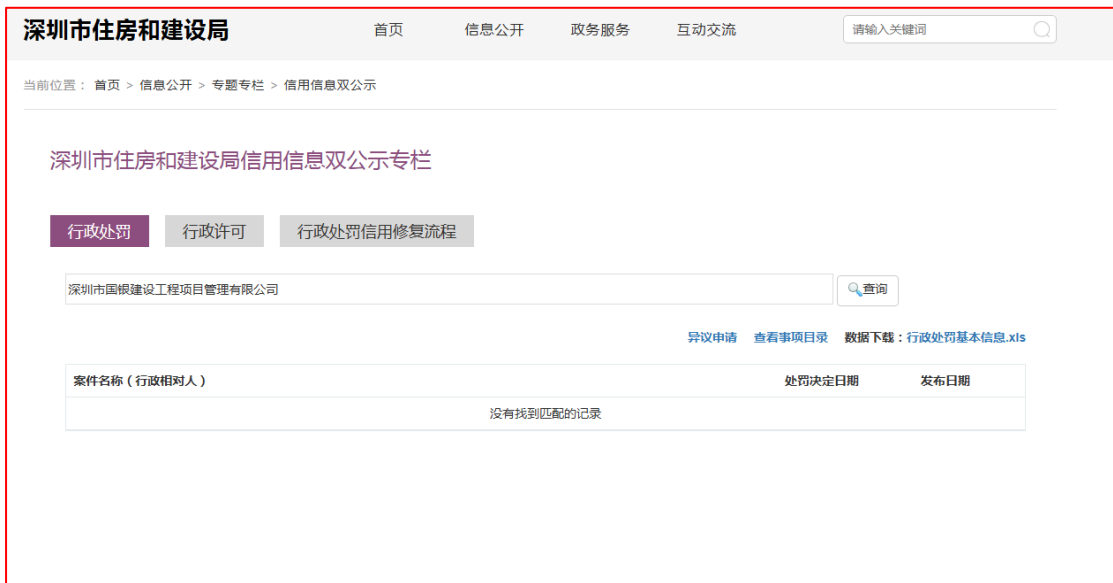 深圳市住房和建设局 首页 信息公开 政务服务 互动交流 请输入关键词
当前位置： 首页 > 信息公开 > 专题专栏 > 信用信息双公示
深圳市住房和建设局信用信息双公示专栏
行政处罚 行政许可 行政处罚信用修复流程
深圳市国银建设工程项目管理有限公司 查询
异议申请 查看事项目录 数据下载：行政处罚基本信息.xls
案件名称（行政相对人） 处罚决定日期 发布日期
没有找到匹配的记录